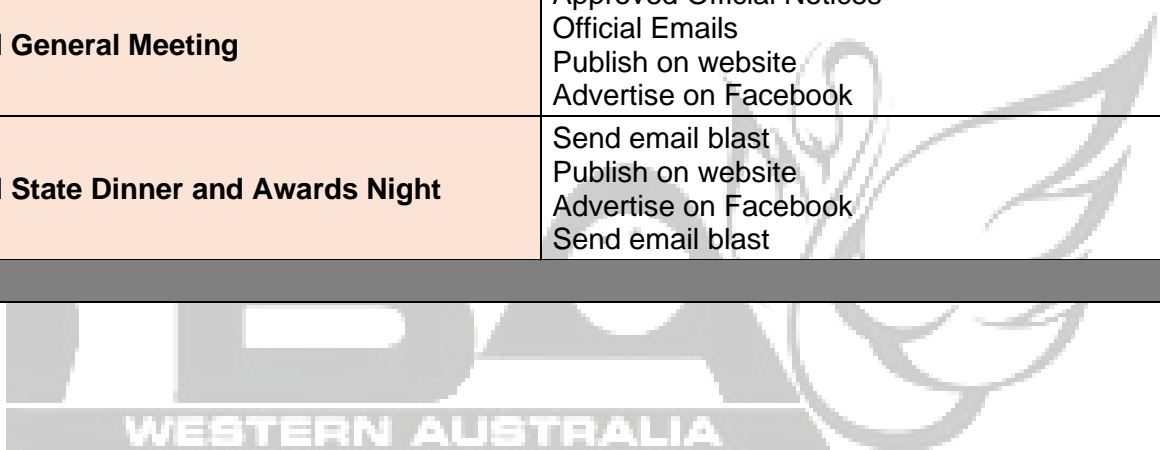 Approved Official Notices
General Meeting
Official Emails
Publish on website
Advertise on Facebook
State Dinner and Awards Night
Send email blast
Publish on website
Advertise on Facebook
Send email blast
WESTERN AUSTRALIA